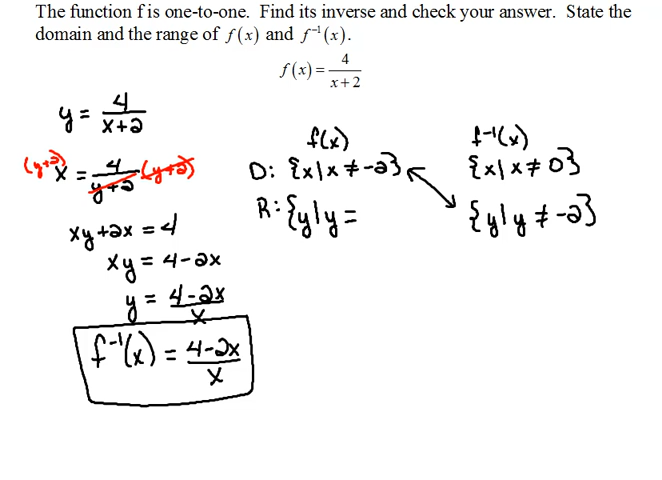 The function f is one-to-one. Find its inverse and check your answer. State the
domain and the range of f(x) and f⁻¹(x).
f(x) = 4/(x+2)
y = 4/(x+2)
(y+2) x = 4/(y+2) (y+2)
xy + 2x = 4
xy = 4 - 2x
y = (4-2x)/x
f⁻¹(x) = (4-2x)/x
f(x) f⁻¹(x)
D: {x|x ≠ -2} {x|x ≠ 0}
R: {y|y = {y|y ≠ -2}